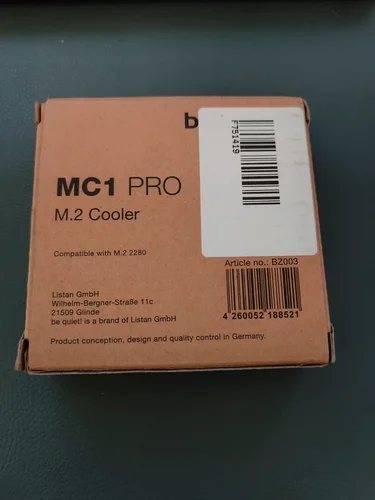 b
F751419
MC1 PRO
M.2 Cooler
Compatible with M.2 2280
Article no.: BZ003
Listan GmbH
Wilhelm-Bergner-Straße 11c
21509 Glinde
be quiet! is a brand of Listan GmbH
4 260052 188521
Product conception, design and quality control in Germany.